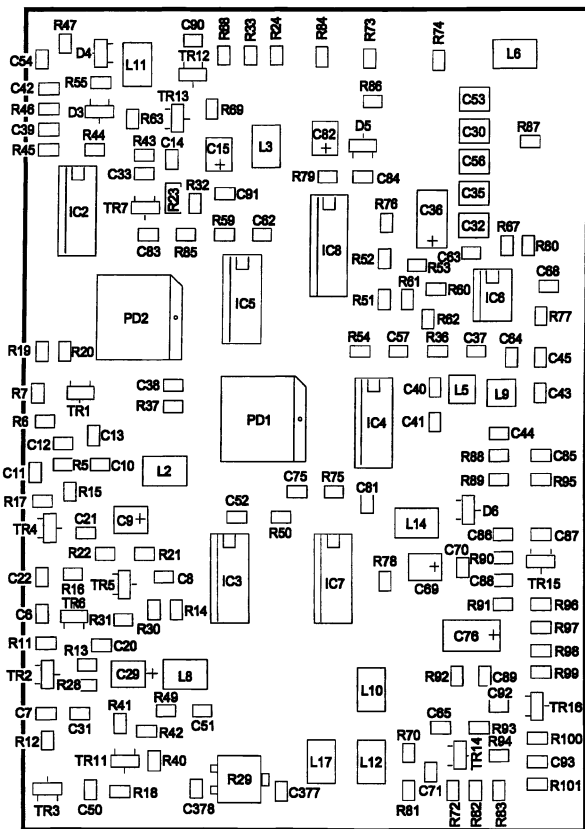 R47 C90 R68 R33 R24 R84 R73 R74
C54 D4 L11 TR12 L6
C42 R55 R86 C53
R46 D3 R63 TR13 R69
C39 C30 R87
R45 R44 R43 C14 C15 + L3 C82 + D5 C56
C33 R79 C84
IC2 TR7 R23 R32 C91 IC8 R76 C36 + C35
C83 R85 R59 C62 C32 R67 R80
R52 R53 C63
IC5 R61 R60 IC6 C68
PD2 R51 R62 R77
R19 R20 R54 C57 R36 C37 C64 C45
R7 TR1 C38 PD1 IC4 C40 L5 L9 C43
R6 R37 C41
C12 C13 C44
C11 R5 C10 L2 R88 C85
R17 R15 C75 R75 C81 R89 R95
TR4 C21 C9 + C52 R50 L14 D6
C86 C87
R22 R21 IC3 IC7 R78 C69 + C70 R90 TR15
C22 R16 TR5 C8 C88
C6 TR6 R31 R30 R14 R91 R96
C76 + R97
R11 R13 C20 R98
TR2 R28 C29 + L8 L10 R92 C89 R99
C7 C31 R41 R49 C51 C92 TR16
R12 R42 C65 R93
TR11 R40 R29 L17 L12 R70 TR14 R94 R100
C71 C93
TR3 C50 R18 C378 C377 R81 R72 R82 R83 R101